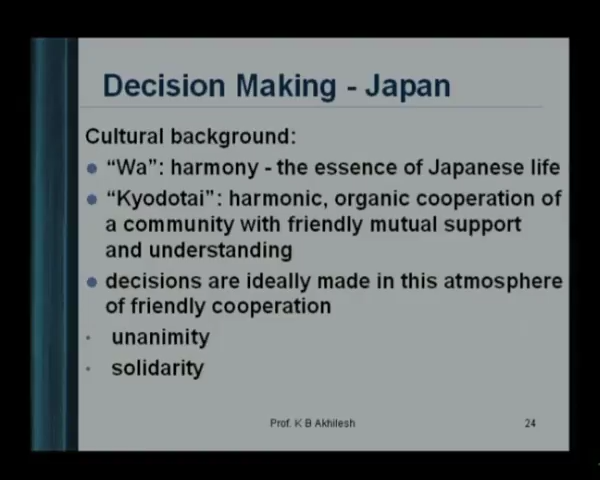 Decision Making - Japan
Cultural background:
"Wa": harmony - the essence of Japanese life
"Kyodotai": harmonic, organic cooperation of
a community with friendly mutual support
and understanding
decisions are ideally made in this atmosphere
of friendly cooperation
unanimity
solidarity
Prof. K B Akhilesh
24